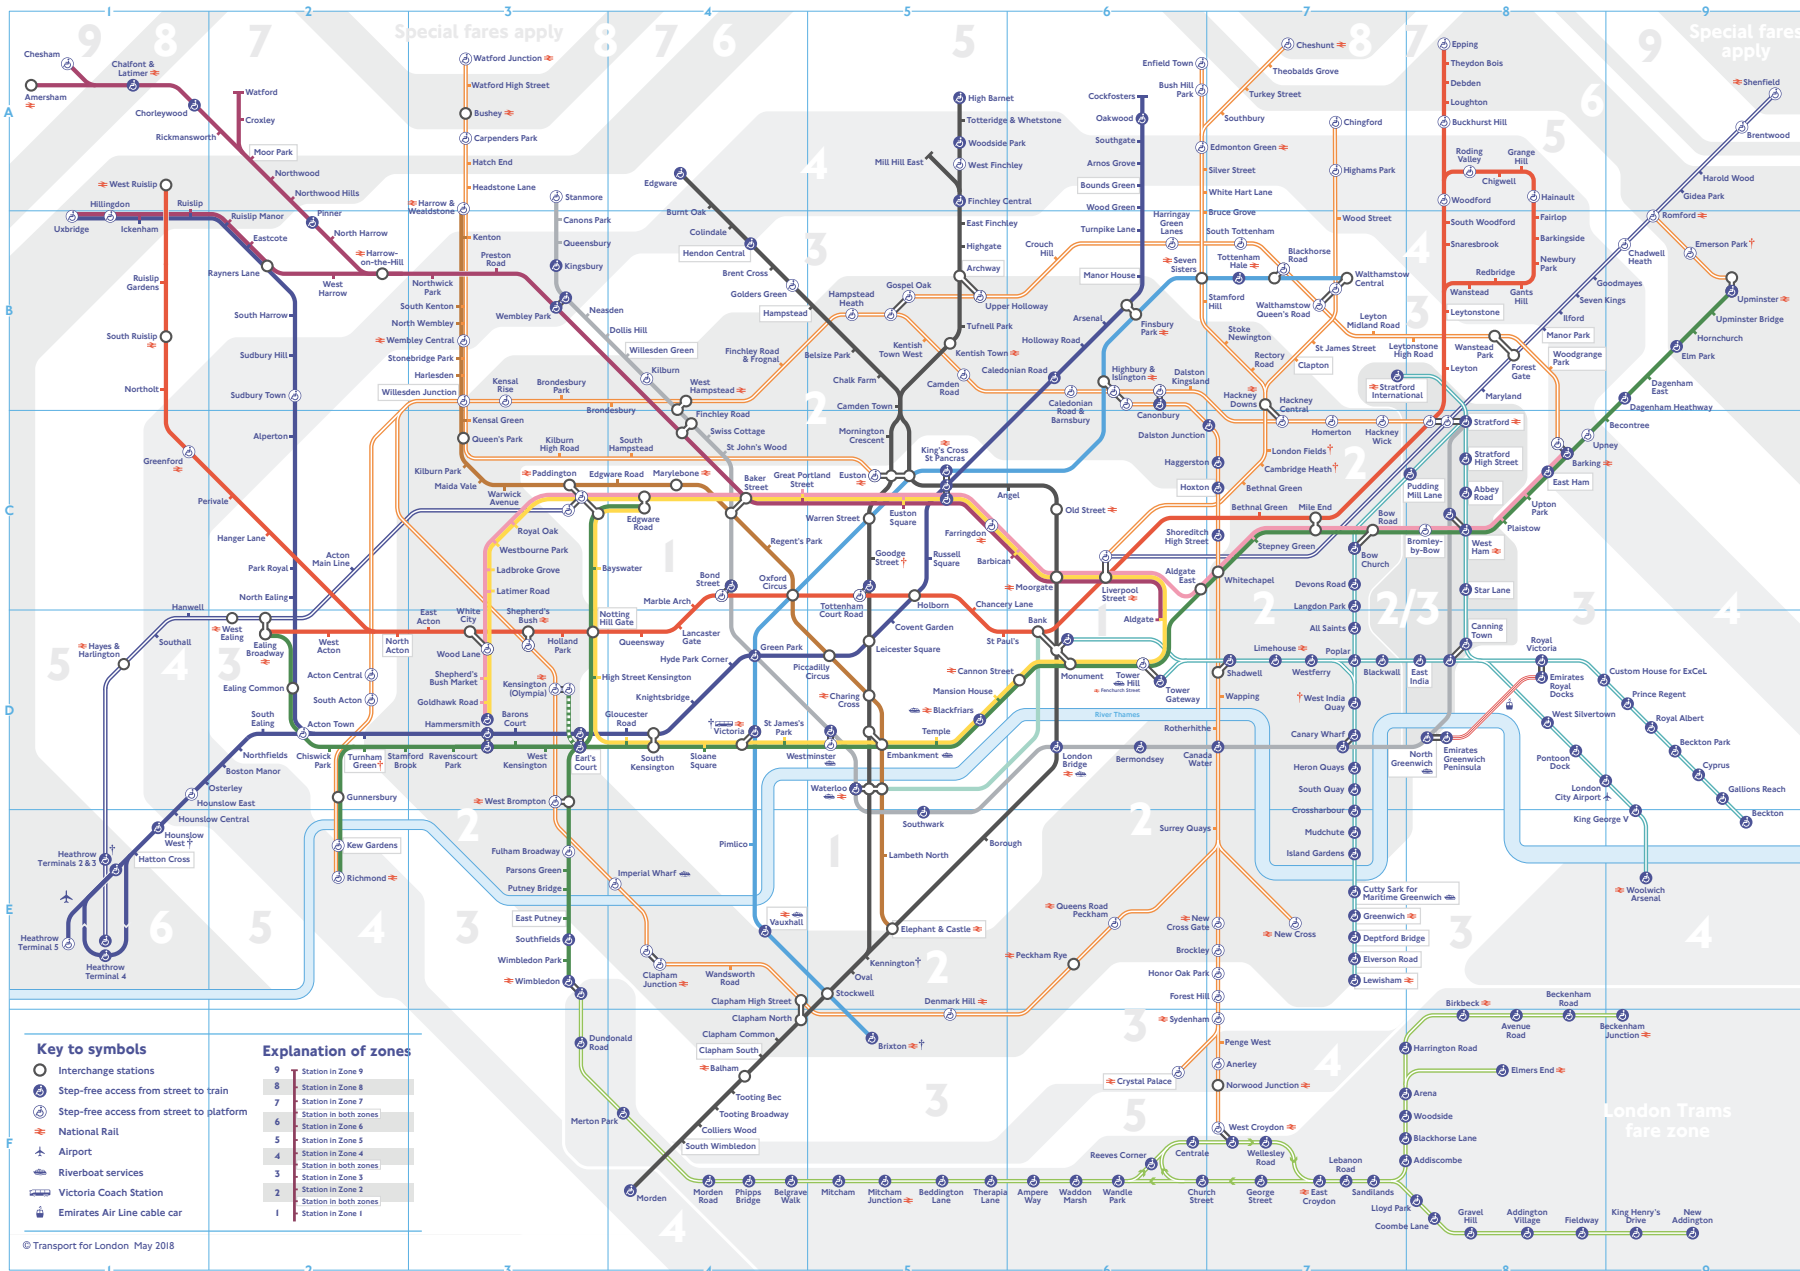 1
2
3
4
5
6
7
8
9
A
B
C
D
E
F
Special fares apply
Special fares
apply
9
8
7
8
7
6
5
8
7
9
6
5
4
Chesham
Chalfont &
Latimer
Amersham
Chorleywood
Rickmansworth
Watford
Croxley
Moor Park
Northwood
Northwood Hills
West Ruislip
Hillingdon
Ruislip
Uxbridge
Ickenham
Ruislip Manor
Eastcote
Pinner
North Harrow
Harrow-
on-the-Hill
Rayners Lane
West
Harrow
Ruislip
Gardens
South Ruislip
Northolt
Greenford
Perivale
Hanger Lane
South Harrow
Sudbury Hill
Sudbury Town
Alperton
Park Royal
North Ealing
Acton
Main Line
Watford Junction
Watford High Street
Bushey
Carpenders Park
Hatch End
Headstone Lane
Harrow &
Wealdstone
Kenton
Preston
Road
Northwick
Park
South Kenton
North Wembley
Wembley Central
Stonebridge Park
Harlesden
Willesden Junction
Kensal Green
Queen's Park
Kilburn Park
Maida Vale
Warwick
Avenue
Stanmore
Canons Park
Queensbury
Kingsbury
Wembley Park
Neasden
Dollis Hill
Willesden Green
Kilburn
West
Hampstead
Finchley Road
Swiss Cottage
St John's Wood
Kensal
Rise
Brondesbury
Park
Brondesbury
Finchley Road
& Frognal
Kilburn
High Road
South
Hampstead
Edgware
Burnt Oak
Colindale
Hendon Central
Brent Cross
Golders Green
Hampstead
Belsize Park
Chalk Farm
Camden Town
Mornington
Crescent
Euston
Hampstead
Heath
Gospel Oak
Kentish
Town West
Camden
Road
Mill Hill East
High Barnet
Totteridge & Whetstone
Woodside Park
West Finchley
Finchley Central
East Finchley
Highgate
Archway
Upper Holloway
Tufnell Park
Kentish Town
Crouch
Hill
Cockfosters
Oakwood
Southgate
Arnos Grove
Bounds Green
Wood Green
Turnpike Lane
Manor House
Arsenal
Finsbury
Park
Holloway Road
Caledonian Road
Highbury &
Islington
Caledonian
Road &
Barnsbury
Canonbury
Dalston
Kingsland
Dalston Junction
Haggerston
Hoxton
Enfield Town
Bush Hill
Park
Cheshunt
Theobalds Grove
Turkey Street
Southbury
Edmonton Green
Silver Street
White Hart Lane
Bruce Grove
Harringay
Green
Lanes
South Tottenham
Seven
Sisters
Tottenham
Hale
Blackhorse
Road
Walthamstow
Central
Walthamstow
Queen's Road
Stamford
Hill
Stoke
Newington
Rectory
Road
Clapton
St James Street
Hackney
Downs
Hackney
Central
Homerton
Hackney
Wick
London Fields
Cambridge Heath
Bethnal Green
Chingford
Highams Park
Wood Street
Leyton
Midland Road
Leytonstone
High Road
Epping
Theydon Bois
Debden
Loughton
Buckhurst Hill
Roding
Valley
Grange
Hill
Chigwell
Woodford
Hainault
South Woodford
Fairlop
Snaresbrook
Barkingside
Newbury
Park
Redbridge
Wanstead
Gants
Hill
Leytonstone
Leyton
Wanstead
Park
Forest
Gate
Stratford
International
Stratford
Maryland
Manor Park
Woodgrange
Park
Ilford
Seven Kings
Goodmayes
Chadwell
Heath
Romford
Gidea Park
Harold Wood
Brentwood
Shenfield
Emerson Park
Upminster
Upminster Bridge
Hornchurch
Elm Park
Dagenham
East
Dagenham Heathway
Becontree
Upney
Barking
East Ham
Upton
Park
Plaistow
Stratford
High Street
Abbey
Road
West
Ham
Pudding
Mill Lane
Bow
Road
Bow
Church
Bromley-
by-Bow
Star Lane
Canning
Town
Paddington
Edgware Road
Marylebone
Baker
Street
Great Portland
Street
Euston
Square
King's Cross
St Pancras
Angel
Old Street
Edgware
Road
Royal Oak
Westbourne Park
Ladbroke Grove
Latimer Road
Bayswater
Regent's Park
Warren Street
Goodge
Street
Russell
Square
Farringdon
Barbican
Moorgate
Liverpool
Street
Shoreditch
High Street
Bethnal Green
Mile End
Stepney Green
Aldgate
East
Whitechapel
Aldgate
Devons Road
Langdon Park
All Saints
Poplar
Limehouse
Westferry
Blackwall
East
India
Bond
Street
Oxford
Circus
Marble Arch
Tottenham
Court Road
Holborn
Chancery Lane
Bank
St Paul's
Covent Garden
Leicester Square
Lancaster
Gate
Queensway
Notting
Hill Gate
Holland
Park
Shepherd's
Bush
White
City
East
Acton
North
Acton
West
Acton
Ealing
Broadway
West
Ealing
Hanwell
Southall
Hayes &
Harlington
Wood Lane
Shepherd's
Bush Market
Goldhawk Road
Hammersmith
Kensington
(Olympia)
High Street Kensington
Hyde Park Corner
Knightsbridge
Green Park
Piccadilly
Circus
Charing
Cross
Cannon Street
Mansion House
Monument
Tower
Hill
Fenchurch Street
Tower
Gateway
Shadwell
Wapping
Rotherhithe
Canada
Water
Bermondsey
London
Bridge
River Thames
Blackfriars
Temple
Embankment
Westminster
St James's
Park
Victoria
Sloane
Square
South
Kensington
Gloucester
Road
Earl's
Court
West
Kensington
Barons
Court
Ravenscourt
Park
Stamford
Brook
Turnham
Green
Chiswick
Park
Acton Town
Acton Central
South Acton
Ealing Common
South
Ealing
Northfields
Boston Manor
Osterley
Hounslow East
Hounslow Central
Hounslow
West
Hatton Cross
Heathrow
Terminals 2 & 3
Heathrow
Terminal 5
Heathrow
Terminal 4
Gunnersbury
Kew Gardens
Richmond
West Brompton
Fulham Broadway
Parsons Green
Putney Bridge
East Putney
Southfields
Wimbledon Park
Wimbledon
Imperial Wharf
Clapham
Junction
Wandsworth
Road
Pimlico
Vauxhall
Waterloo
Southwark
Lambeth North
Borough
Elephant & Castle
Kennington
Oval
Stockwell
Brixton
Clapham High Street
Clapham North
Clapham Common
Clapham South
Balham
Tooting Bec
Tooting Broadway
Colliers Wood
South Wimbledon
Morden
Denmark Hill
Peckham Rye
Queens Road
Peckham
Surrey Quays
New
Cross Gate
New Cross
Brockley
Honor Oak Park
Forest Hill
Sydenham
Penge West
Crystal Palace
Anerley
Norwood Junction
West Croydon
West India
Quay
Canary Wharf
Heron Quays
South Quay
Crossharbour
Mudchute
Island Gardens
Cutty Sark for
Maritime Greenwich
Greenwich
Deptford Bridge
Elverson Road
Lewisham
North
Greenwich
Emirates
Greenwich
Peninsula
Emirates
Royal
Docks
Royal
Victoria
Custom House for ExCeL
Prince Regent
Royal Albert
Beckton Park
Cyprus
Gallions Reach
Beckton
West Silvertown
Pontoon
Dock
London
City Airport
King George V
Woolwich
Arsenal
Dundonald
Road
Merton Park
Morden
Road
Phipps
Bridge
Belgrave
Walk
Mitcham
Mitcham
Junction
Beddington
Lane
Therapia
Lane
Ampere
Way
Waddon
Marsh
Wandle
Park
Reeves Corner
Centrale
Wellesley
Road
Church
Street
George
Street
East
Croydon
Lebanon
Road
Sandilands
Lloyd Park
Coombe Lane
Gravel
Hill
Addington
Village
Fieldway
King Henry's
Drive
New
Addington
Addiscombe
Blackhorse Lane
Woodside
Arena
Harrington Road
Elmers End
Birkbeck
Avenue
Road
Beckenham
Road
Beckenham
Junction
London Trams
fare zone
2/3
Key to symbols
Interchange stations
Step-free access from street to train
Step-free access from street to platform
National Rail
Airport
Riverboat services
Victoria Coach Station
Emirates Air Line cable car
Explanation of zones
9 Station in Zone 9
8 Station in Zone 8
7 Station in Zone 7
Station in both zones
6 Station in Zone 6
5 Station in Zone 5
4 Station in Zone 4
Station in both zones
3 Station in Zone 3
2 Station in Zone 2
Station in both zones
1 Station in Zone 1
© Transport for London May 2018